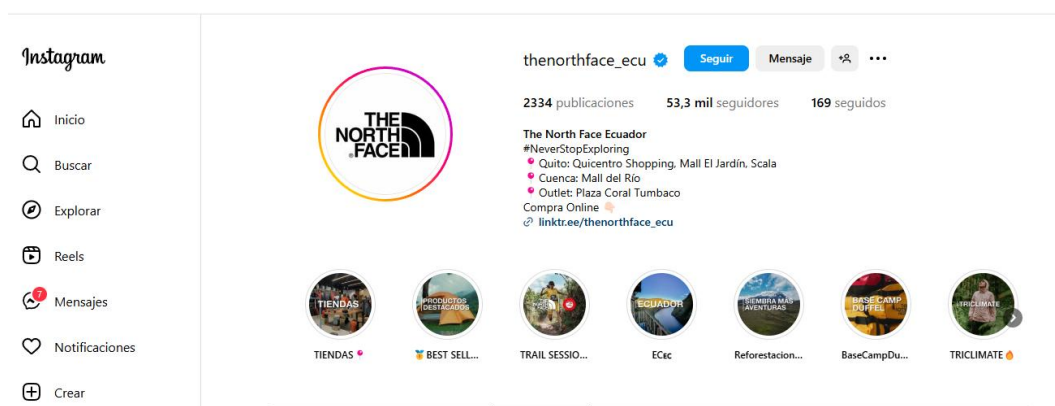 Instagram
Inicio
Buscar
Explorar
Reels
7
Mensajes
Notificaciones
Crear
THE
NORTH
FACE
thenorthface_ecu
Seguir
Mensaje
2334 publicaciones
53,3 mil seguidores
169 seguidos
The North Face Ecuador
#NeverStopExploring
Quito: Quicentro Shopping, Mall El Jardín, Scala
Cuenca: Mall del Río
Outlet: Plaza Coral Tumbaco
Compra Online
linktr.ee/thenorthface_ecu
TIENDAS
TIENDAS
PRODUCTOS
DESTACADOS
BEST SELL...
TRAIL SESSIO...
ECUADOR
ECᴇᴄ
SIEMBRA MÁS
AVENTURAS
Reforestacion...
BASE CAMP
DUFFEL
BaseCampDu...
TRICLIMATE
TRICLIMATE